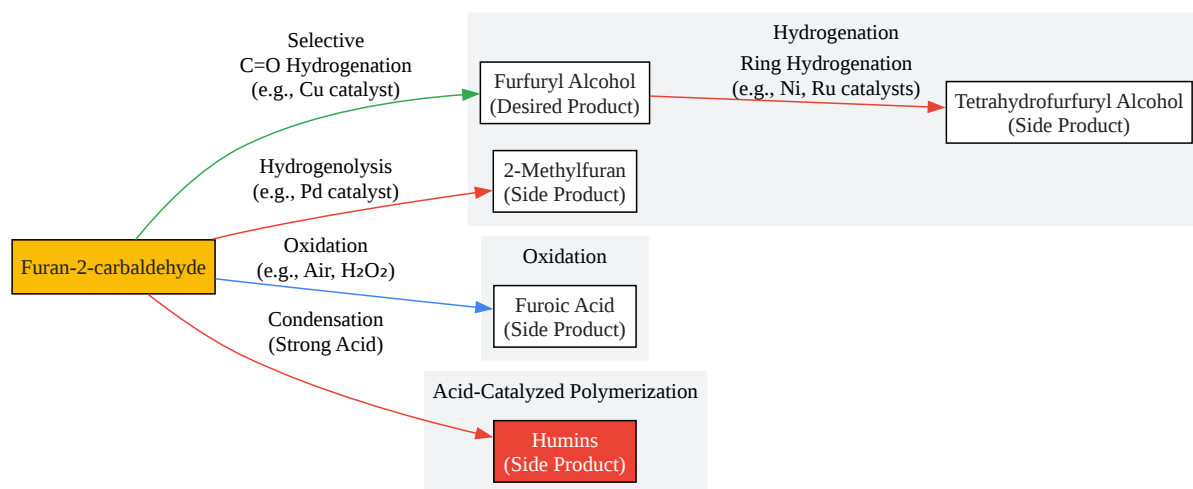 Hydrogenation
Selective
C=O Hydrogenation
(e.g., Cu catalyst)
Furfuryl Alcohol
(Desired Product)
Ring Hydrogenation
(e.g., Ni, Ru catalysts)
Tetrahydrofurfuryl Alcohol
(Side Product)
Hydrogenolysis
(e.g., Pd catalyst)
2-Methylfuran
(Side Product)
Furan-2-carbaldehyde
Oxidation
(e.g., Air, H₂O₂)
Oxidation
Furoic Acid
(Side Product)
Condensation
(Strong Acid)
Acid-Catalyzed Polymerization
Humins
(Side Product)